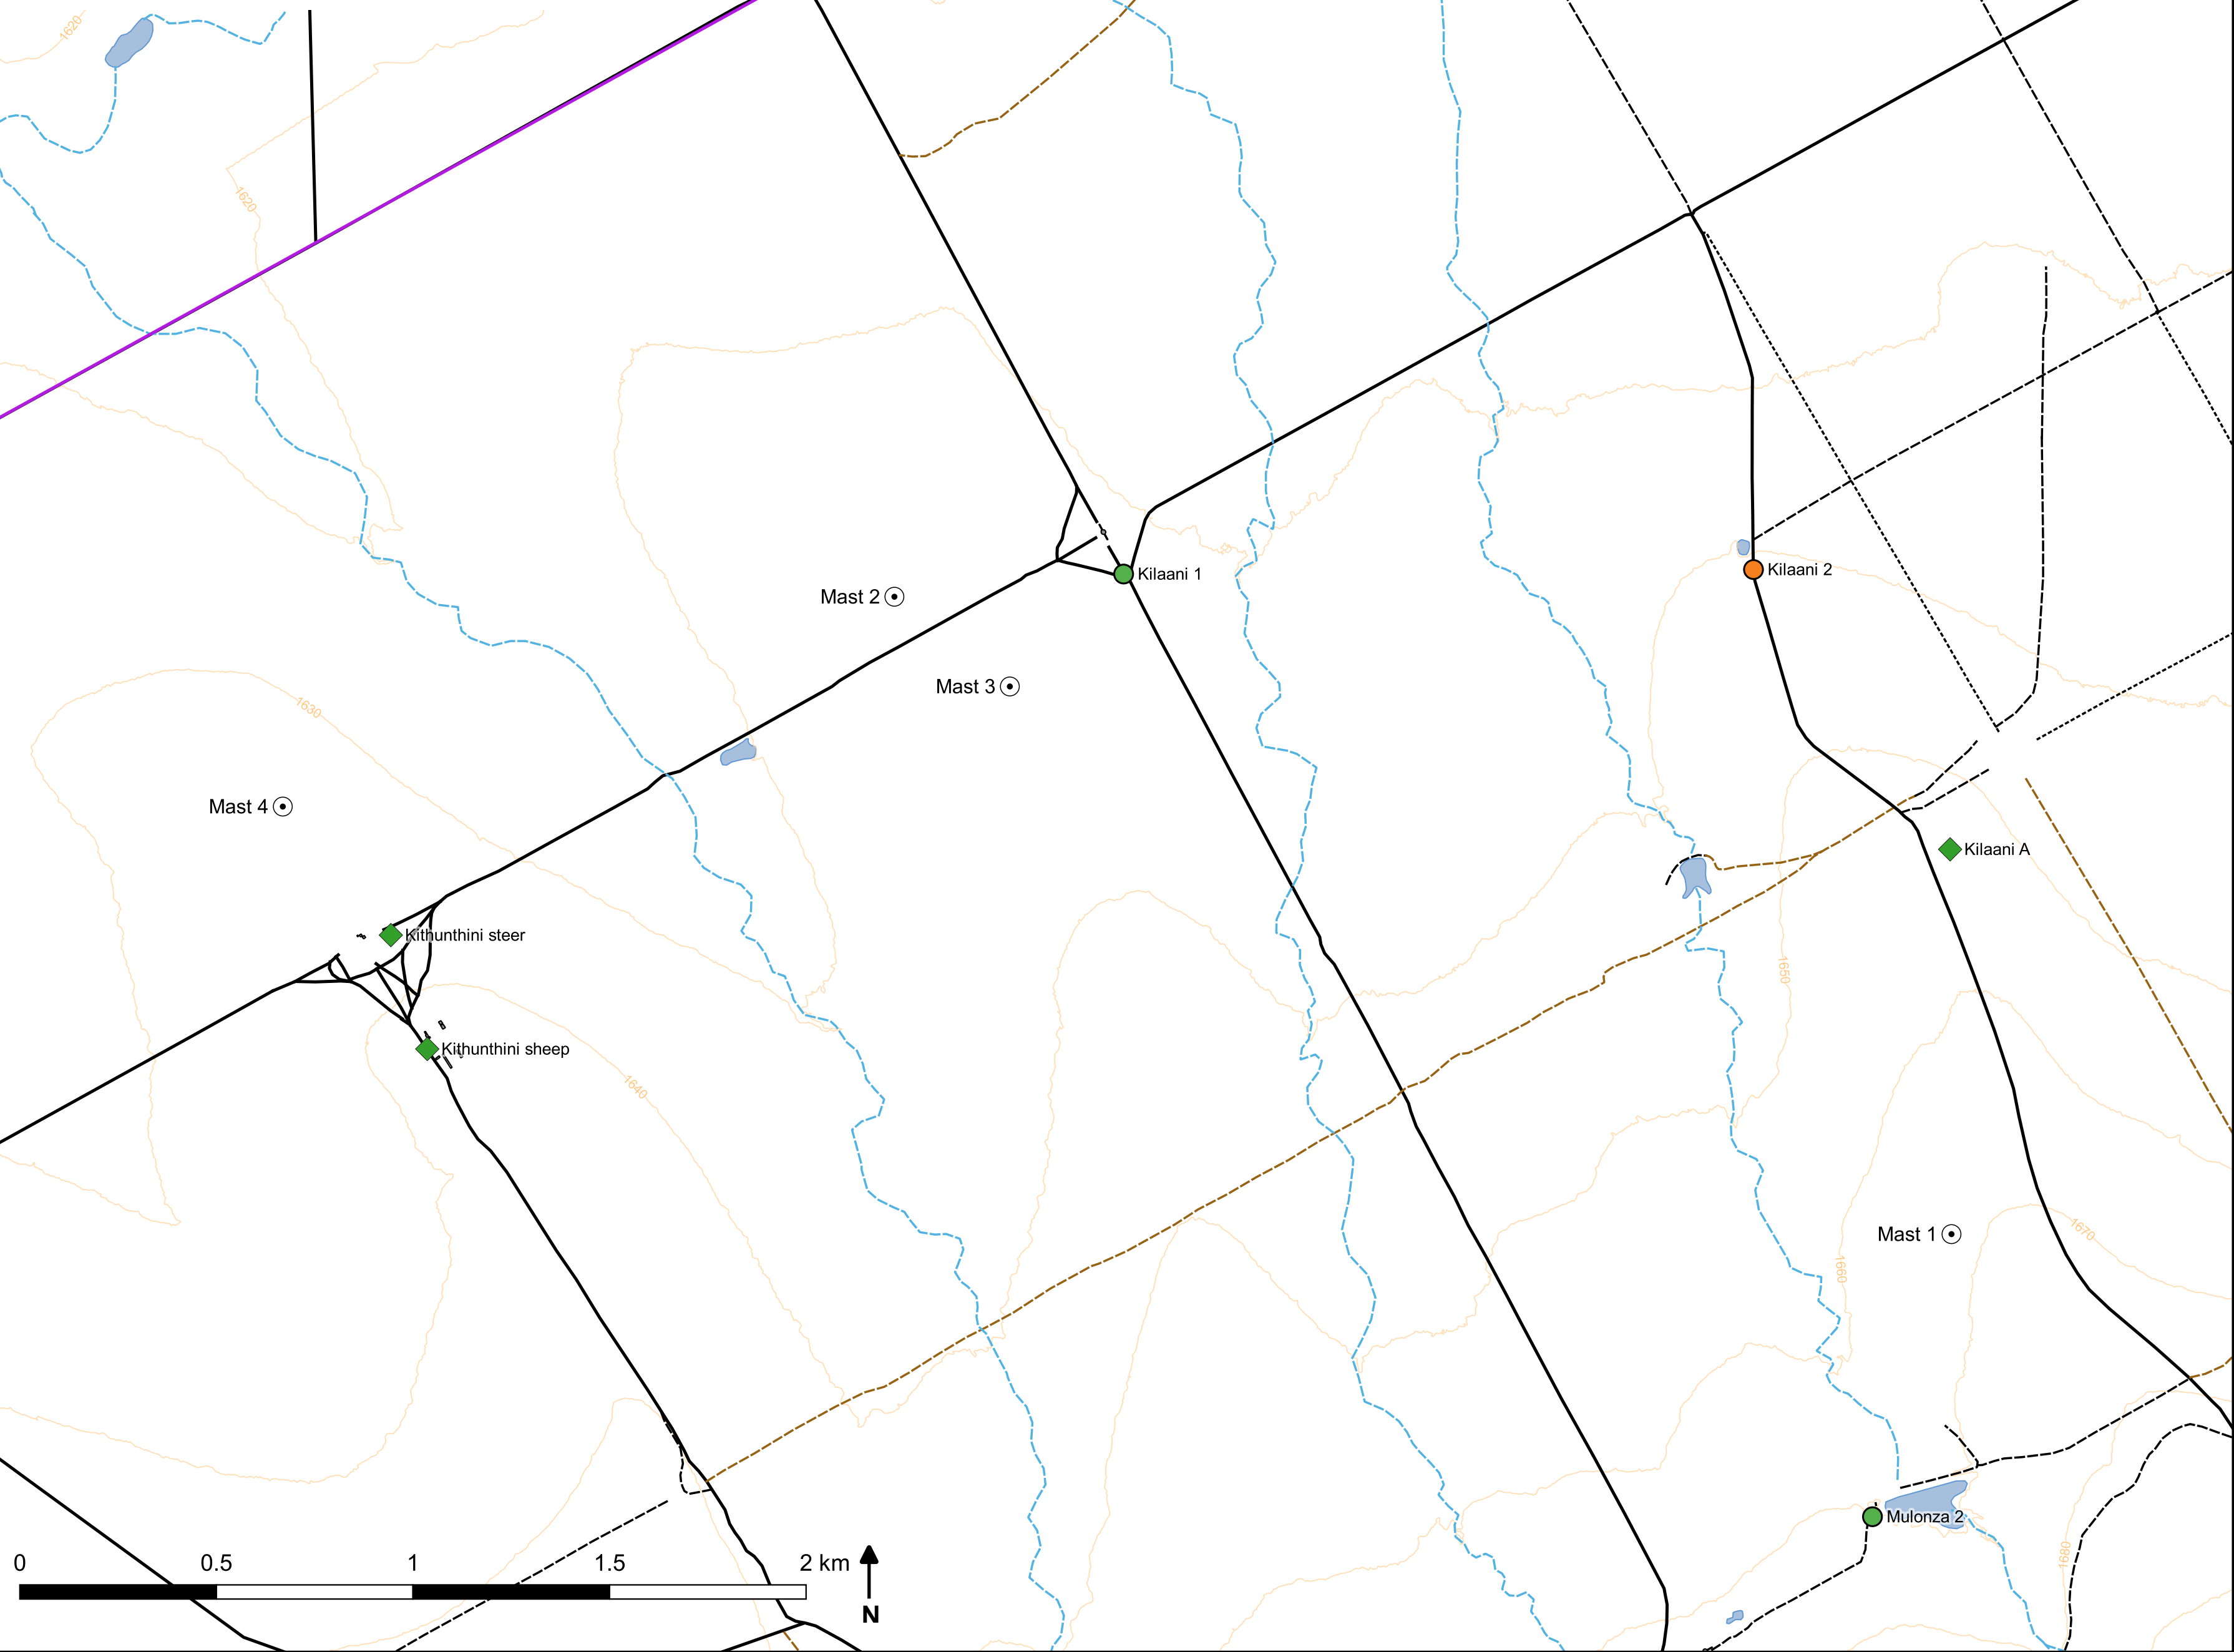 1620
1620
Kilaani 1
Kilaani 2
Mast 2
Mast 3
1630
Mast 4
Kilaani A
Kithunthini steer
1650
Kithunthini sheep
1640
Mast 1
1670
1660
Mulonza 2
1680
0 0.5 1 1.5 2 km
N